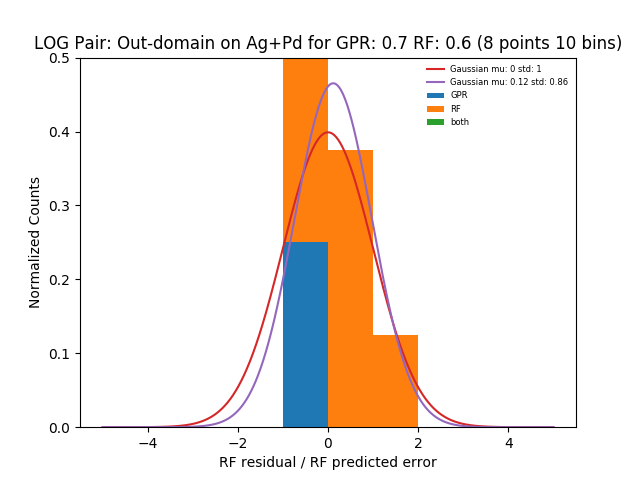 LOG Pair: Out-domain on Ag+Pd for GPR: 0.7 RF: 0.6 (8 points 10 bins)
0.5
0.4
0.3
0.2
0.1
0.0
Normalized Counts
Gaussian mu: 0 std: 1
Gaussian mu: 0.12 std: 0.86
GPR
RF
both
−4 −2 0 2 4
RF residual / RF predicted error